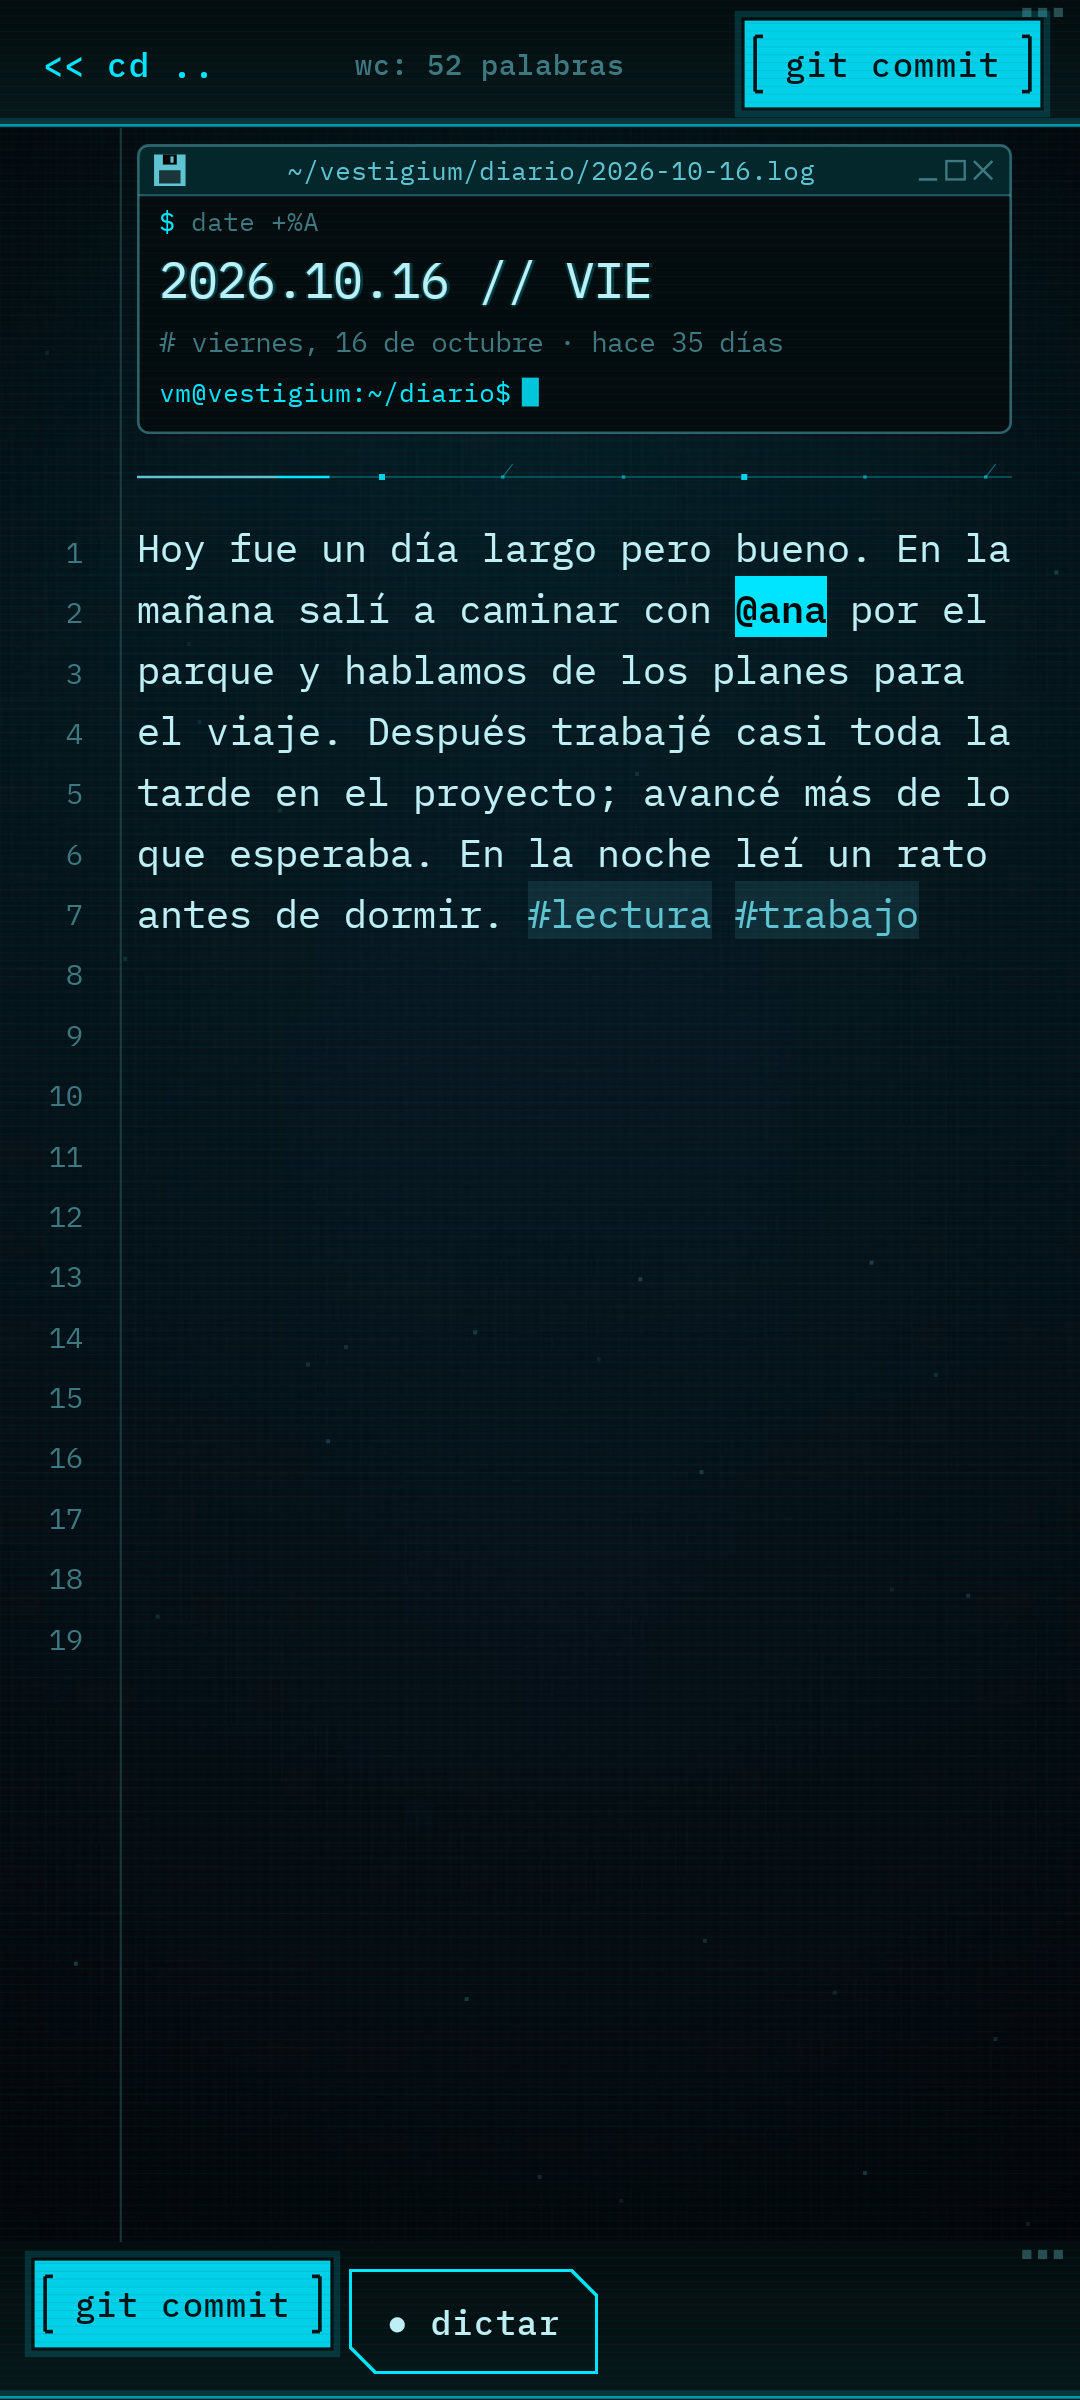 << cd ..
wc: 52 palabras
[ git commit ]
~/vestigium/diario/2026-10-16.log
$ date +%A
2026.10.16 // VIE
# viernes, 16 de octubre · hace 35 días
vm@vestigium:~/diario$
1 Hoy fue un día largo pero bueno. En la
2 mañana salí a caminar con @ana por el
3 parque y hablamos de los planes para
4 el viaje. Después trabajé casi toda la
5 tarde en el proyecto; avancé más de lo
6 que esperaba. En la noche leí un rato
7 antes de dormir. #lectura #trabajo
8
9
10
11
12
13
14
15
16
17
18
19
[ git commit ]
● dictar